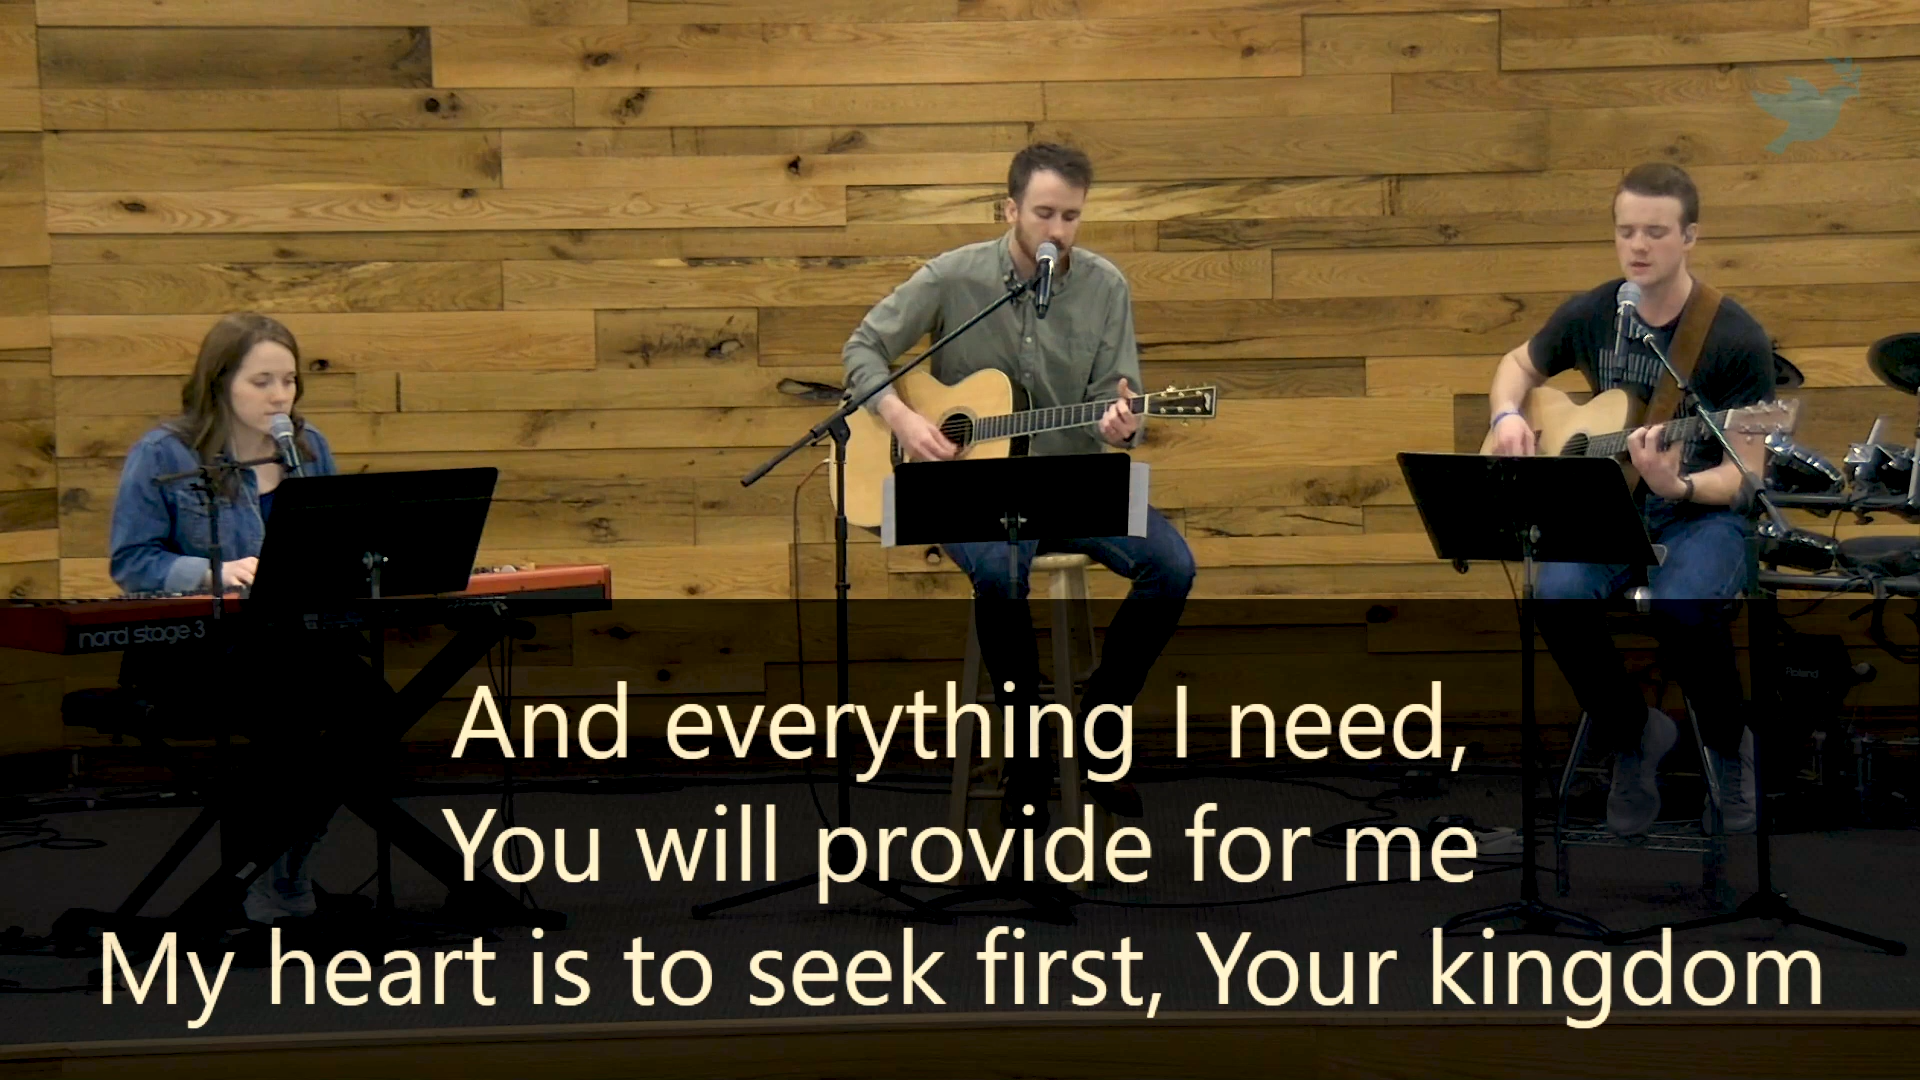 nord stage 3
Roland
And everything I need,
You will provide for me
My heart is to seek first, Your kingdom